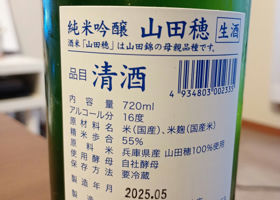 純米吟醸 山田穂 生酒
酒米「山田穂」は山田錦の母親品種です。
品目 清酒
4 934803 002335
内容量 720ml
アルコール分 16度
原材料名 米(国産)、米麹(国産米)
精米歩合 55%
原料米 兵庫県産 山田穂100%使用
使用酵母 自社酵母
保存方法 要冷蔵
製造年月 2025.05